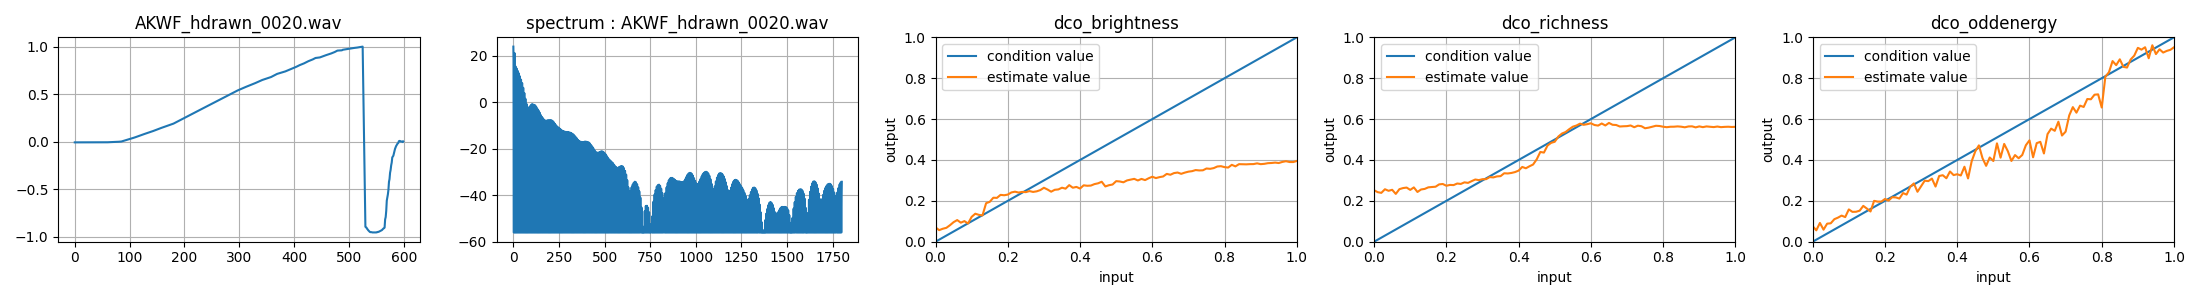 AKWF_hdrawn_0020.wav
1.0
0.5
0.0
−0.5
−1.0
0 100 200 300 400 500 600
spectrum : AKWF_hdrawn_0020.wav
20
0
−20
−40
−60
0 250 500 750 1000 1250 1500 1750
dco_brightness
condition value
estimate value
output
1.0
0.8
0.6
0.4
0.2
0.0
0.0 0.2 0.4 0.6 0.8 1.0
input
dco_richness
condition value
estimate value
output
1.0
0.8
0.6
0.4
0.2
0.0
0.0 0.2 0.4 0.6 0.8 1.0
input
dco_oddenergy
condition value
estimate value
output
1.0
0.8
0.6
0.4
0.2
0.0
0.0 0.2 0.4 0.6 0.8 1.0
input